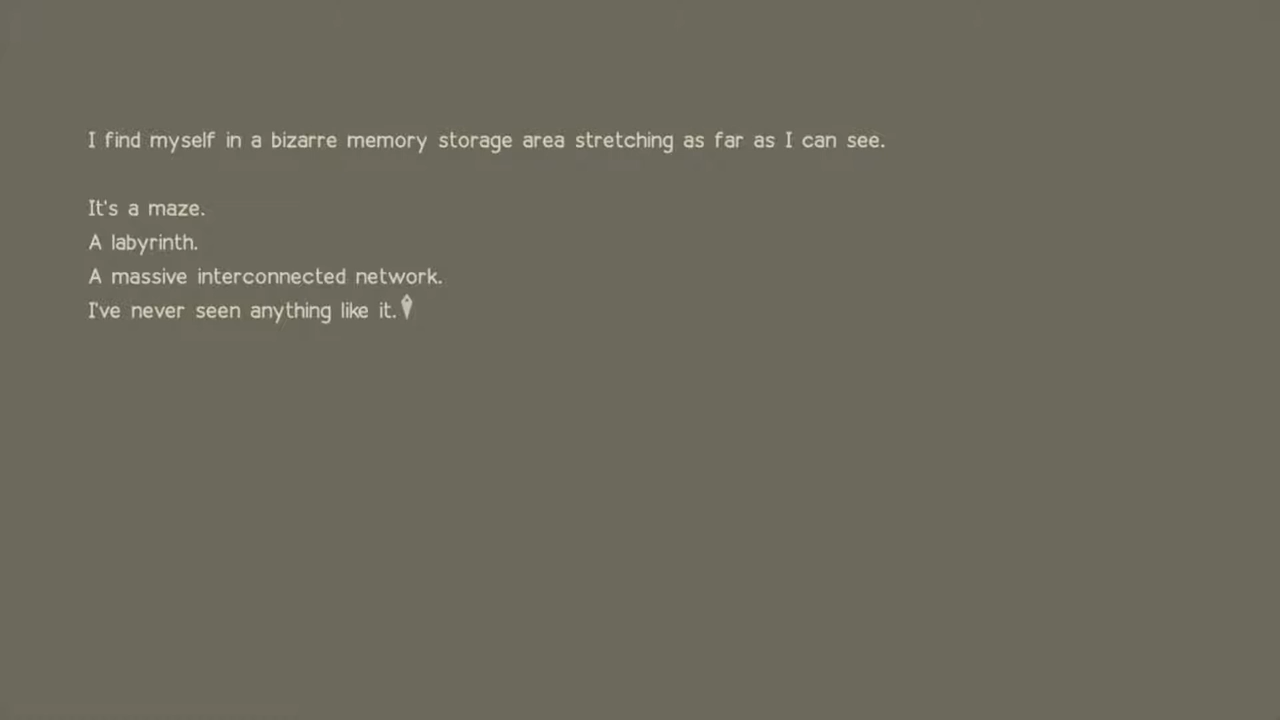 I find myself in a bizarre memory storage area stretching as far as I can see.
It's a maze.
A labyrinth.
A massive interconnected network.
I've never seen anything like it.